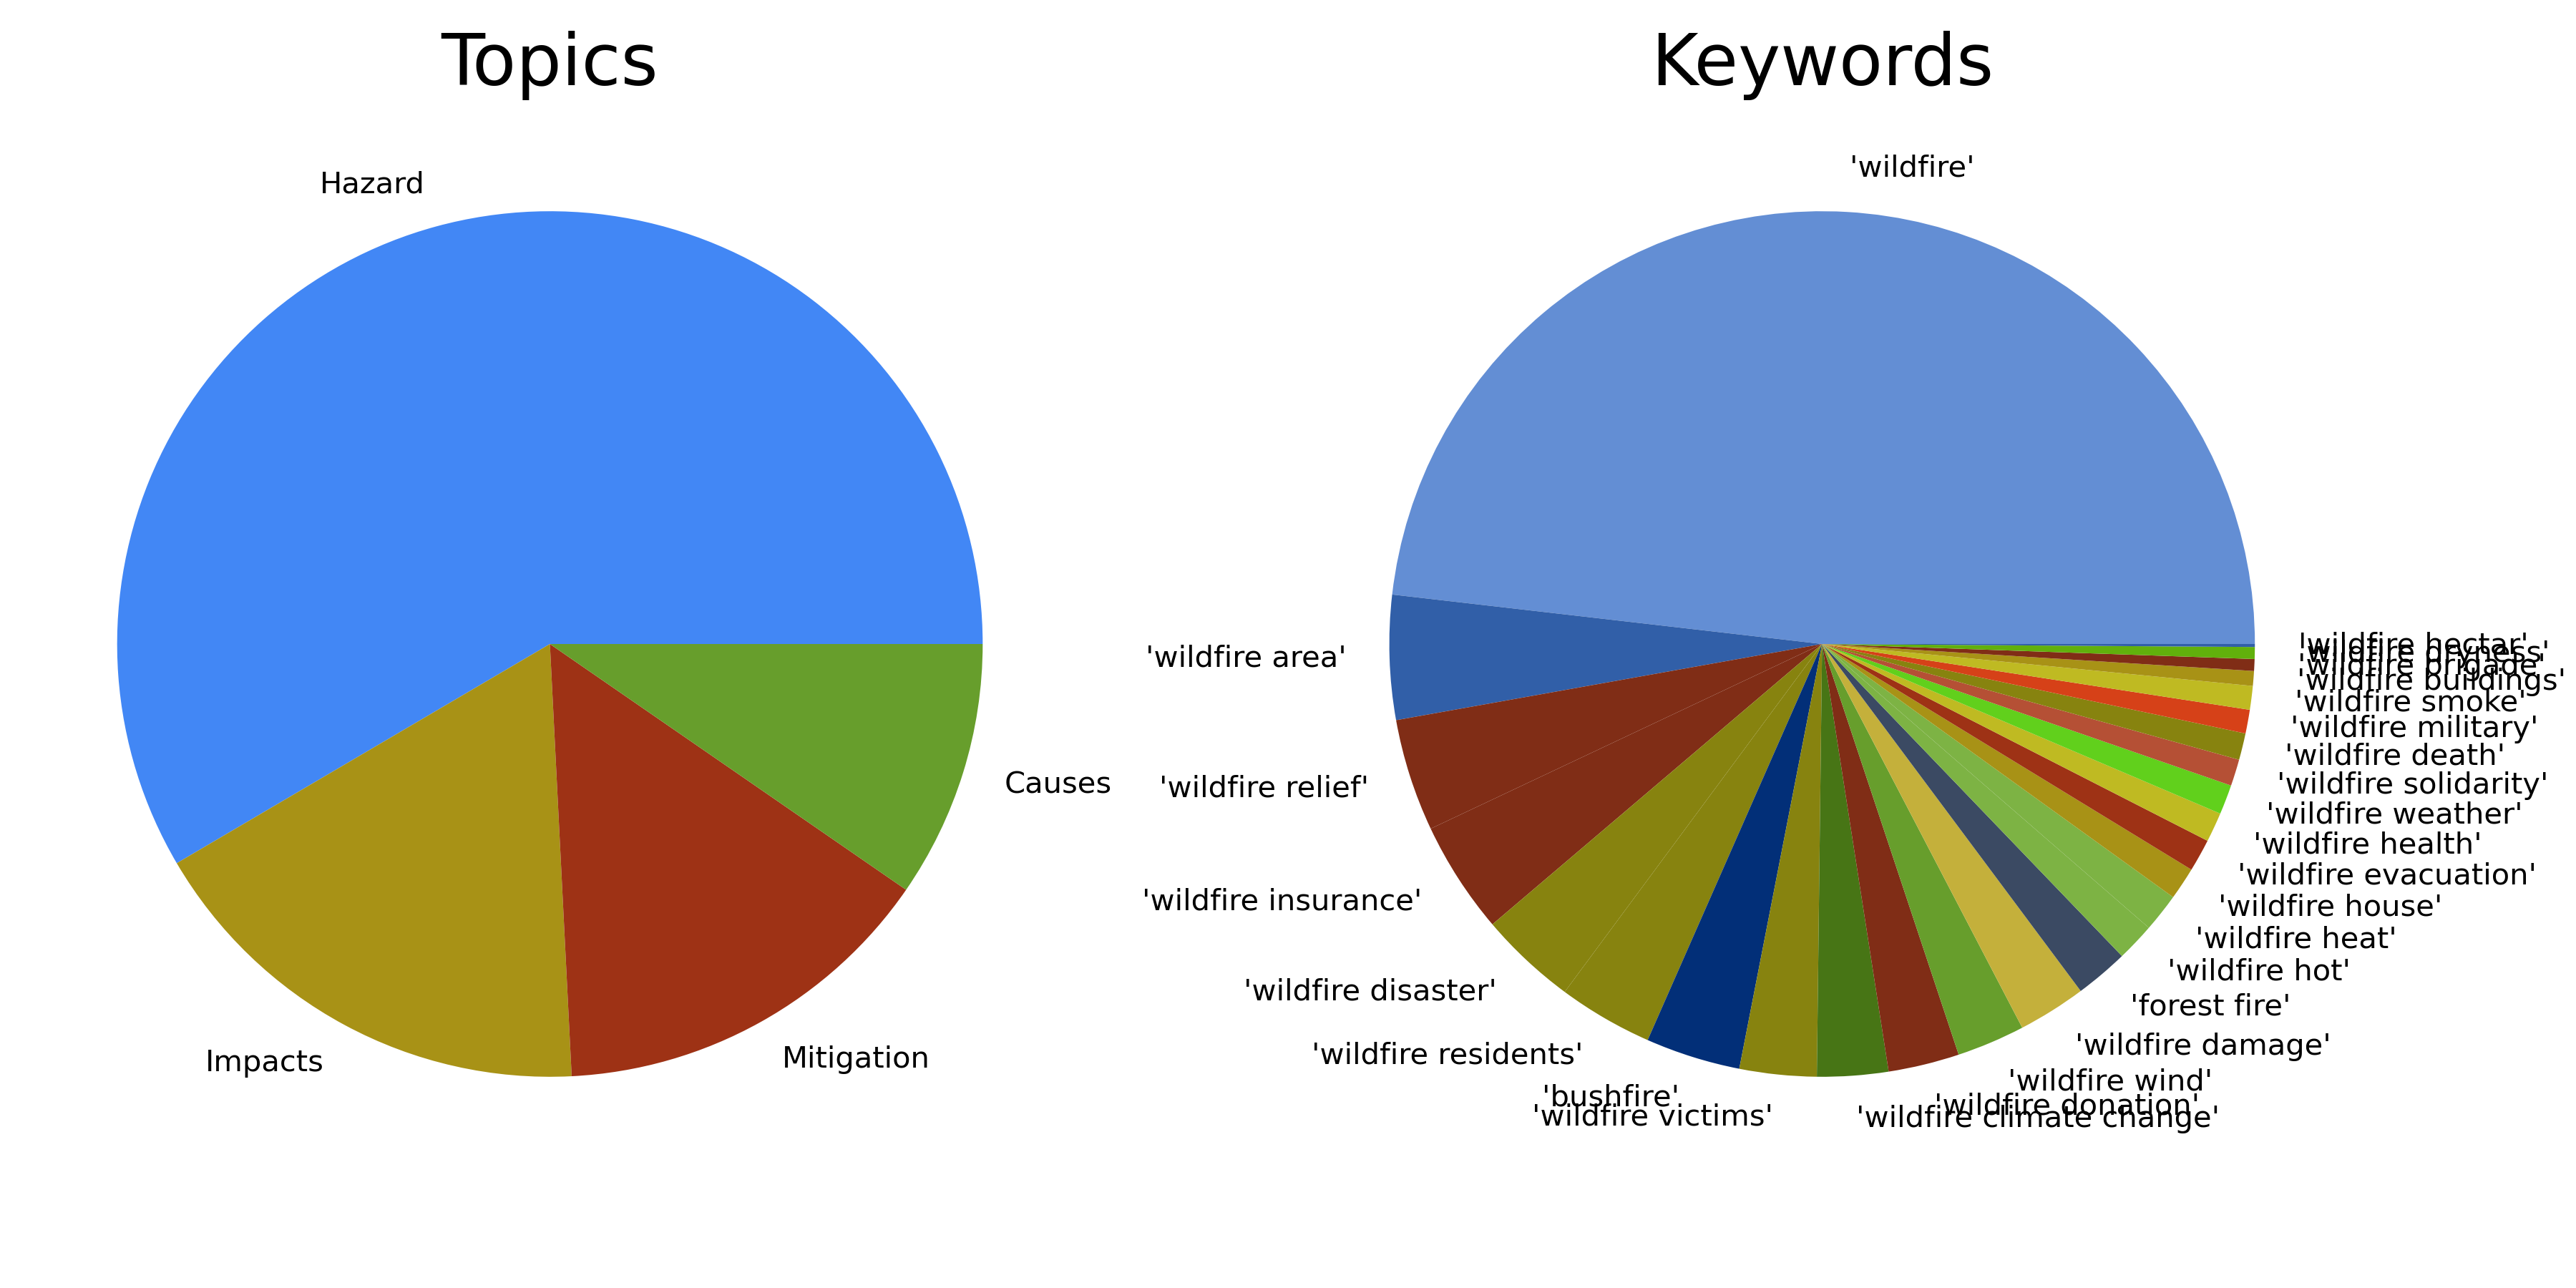 Topics
Hazard
Causes
Impacts
Mitigation
Keywords
'wildfire'
'wildfire area'
'wildfire relief'
'wildfire insurance'
'wildfire disaster'
'wildfire residents'
'bushfire'
'wildfire victims'
'wildfire climate change'
'wildfire donation'
'wildfire wind'
'wildfire damage'
'forest fire'
'wildfire hot'
'wildfire heat'
'wildfire house'
'wildfire evacuation'
'wildfire health'
'wildfire weather'
'wildfire solidarity'
'wildfire death'
'wildfire military'
'wildfire smoke'
'wildfire buildings'
'wildfire brigade'
'wildfire dryness'
'wildfire hectar'